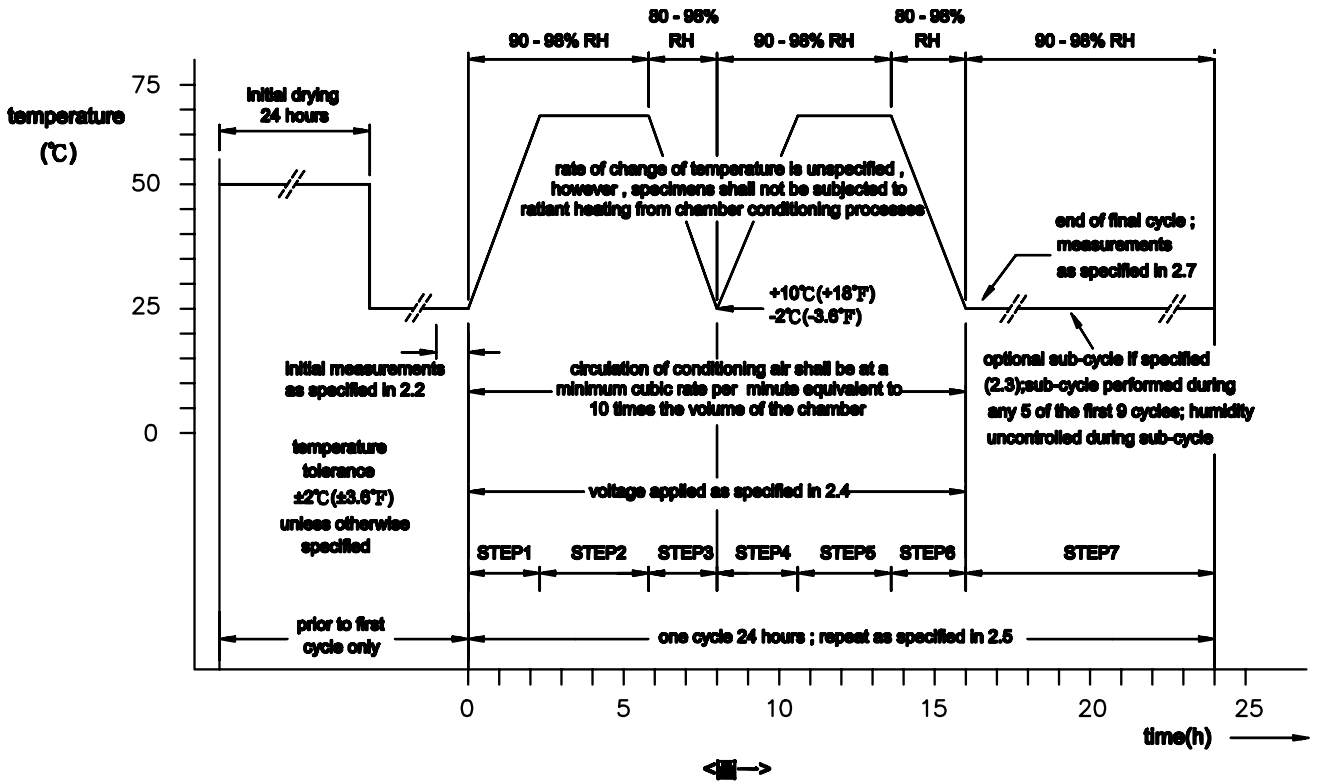 80 - 98%
RH
80 - 98%
RH
90 - 98% RH
90 - 98% RH
90 - 98% RH
75
initial drying
24 hours
temperature
(℃)
50
rate of change of temperature is unspecified ,
however , specimens shall not be subjected to
ratiant heating from chamber conditioning processes
end of final cycle ;
measurements
as specified in 2.7
25
+10℃(+18℉)
-2℃(-3.6℉)
initial measurements
as specified in 2.2
circulation of conditioning air shall be at a
minimum cubic rate per minute equivalent to
10 times the volume of the chamber
optional sub-cycle if specified
(2.3);sub-cycle performed during
any 5 of the first 9 cycles; humidity
uncontrolled during sub-cycle
0
temperature
tolerance
±2℃(±3.6℉)
unless otherwise
specified
voltage applied as specified in 2.4
STEP1
STEP2
STEP3
STEP4
STEP5
STEP6
STEP7
prior to first
cycle only
one cycle 24 hours ; repeat as specified in 2.5
0
5
10
15
20
25
time(h)